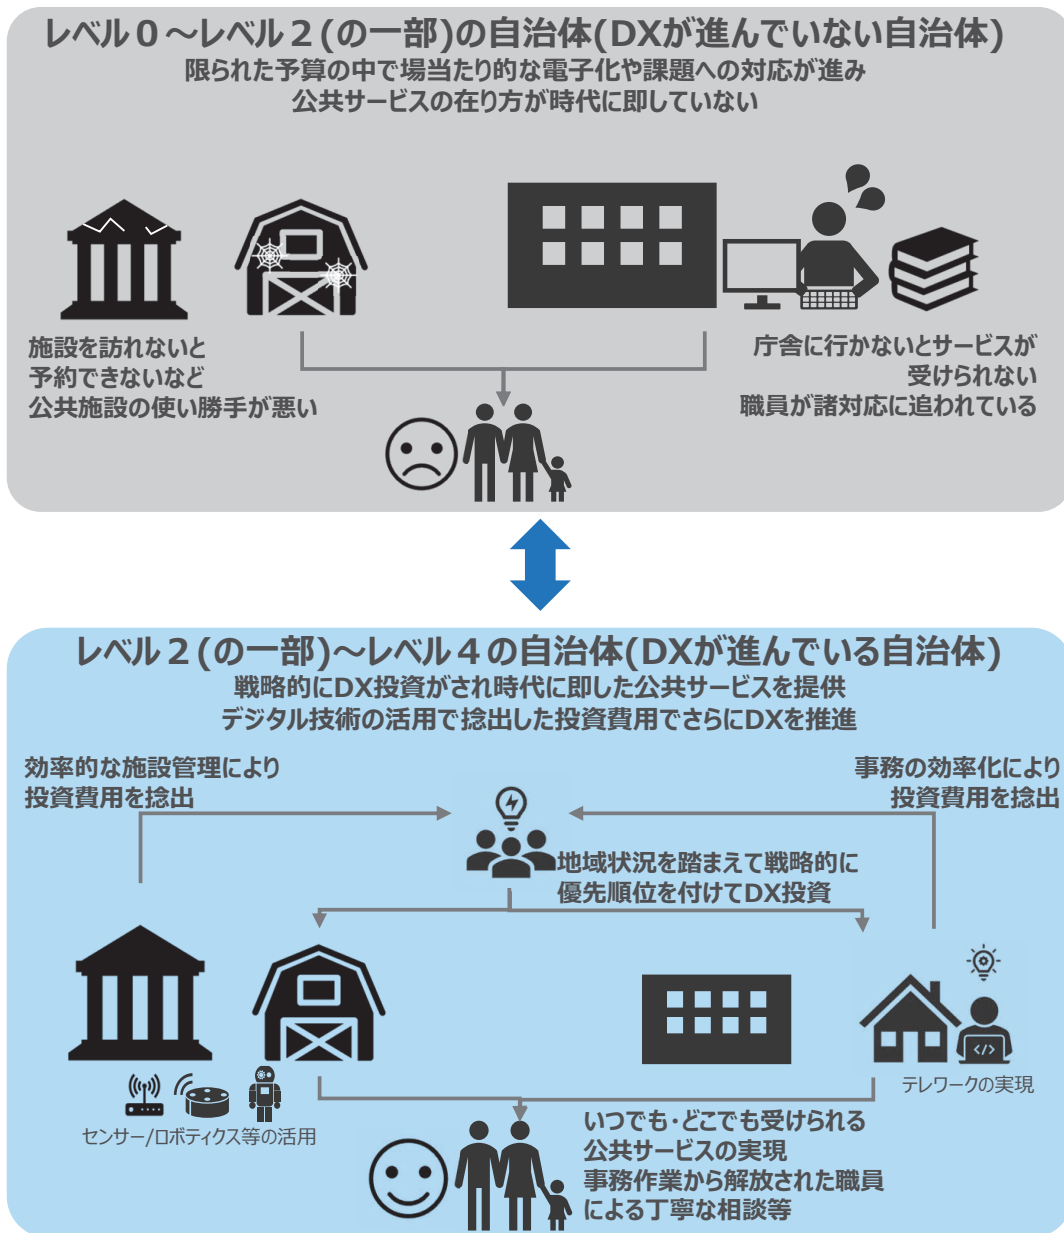 レベル０～レベル２(の一部)の自治体(DXが進んでいない自治体)
限られた予算の中で場当たり的な電子化や課題への対応が進み
公共サービスの在り方が時代に即していない
施設を訪れないと
予約できないなど
公共施設の使い勝手が悪い
庁舎に行かないとサービスが
受けられない
職員が諸対応に追われている
レベル２(の一部)～レベル４の自治体(DXが進んでいる自治体)
戦略的にDX投資がされ時代に即した公共サービスを提供
デジタル技術の活用で捻出した投資費用でさらにDXを推進
効率的な施設管理により
投資費用を捻出
事務の効率化により
投資費用を捻出
地域状況を踏まえて戦略的に
優先順位を付けてDX投資
</>
テレワークの実現
センサー/ロボティクス等の活用
いつでも・どこでも受けられる
公共サービスの実現
事務作業から解放された職員
による丁寧な相談等